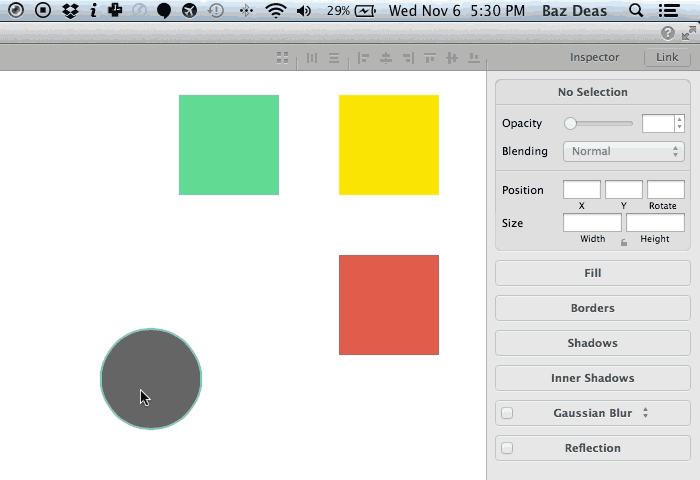 29% Wed Nov 6 5:30 PM Baz Deas
Inspector Link
No Selection
Opacity
Blending Normal
Position
X Y Rotate
Size
Width Height
Fill
Borders
Shadows
Inner Shadows
Gaussian Blur
Reflection